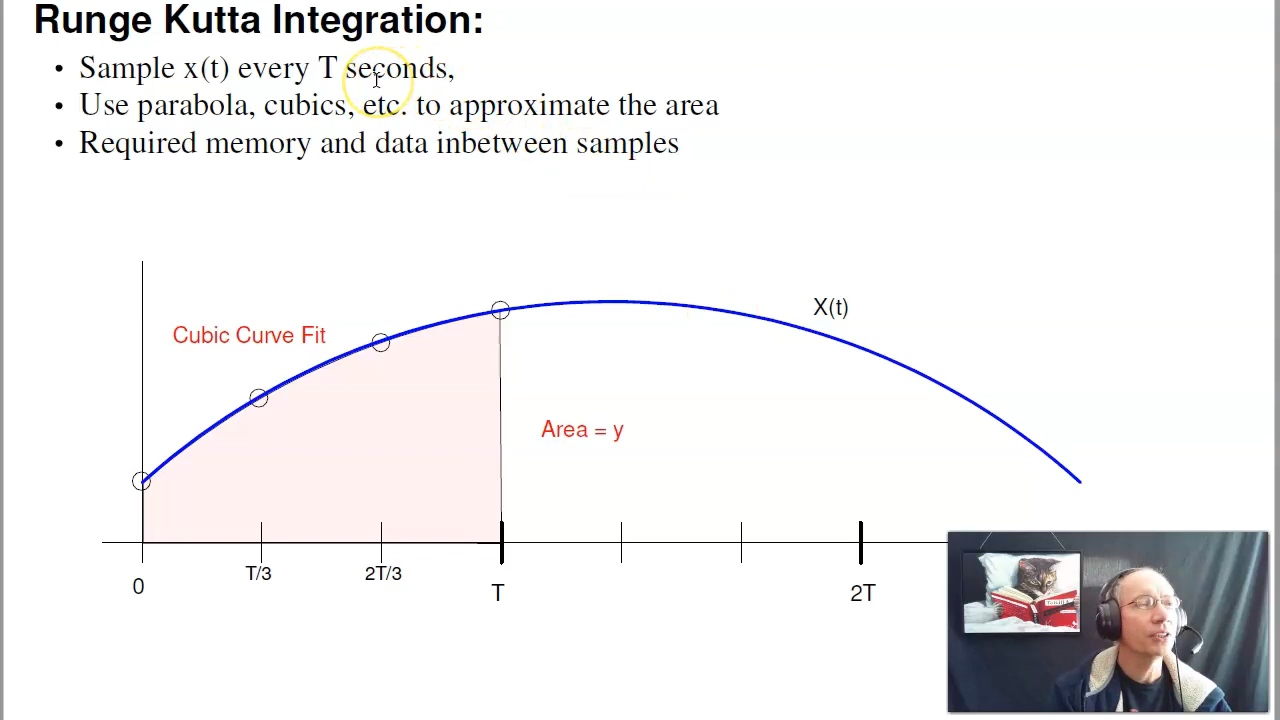 Runge Kutta Integration:
• Sample x(t) every T seconds,
• Use parabola, cubics, etc. to approximate the area
• Required memory and data inbetween samples
X(t)
Cubic Curve Fit
Area = y
0
T/3
2T/3
T
2T